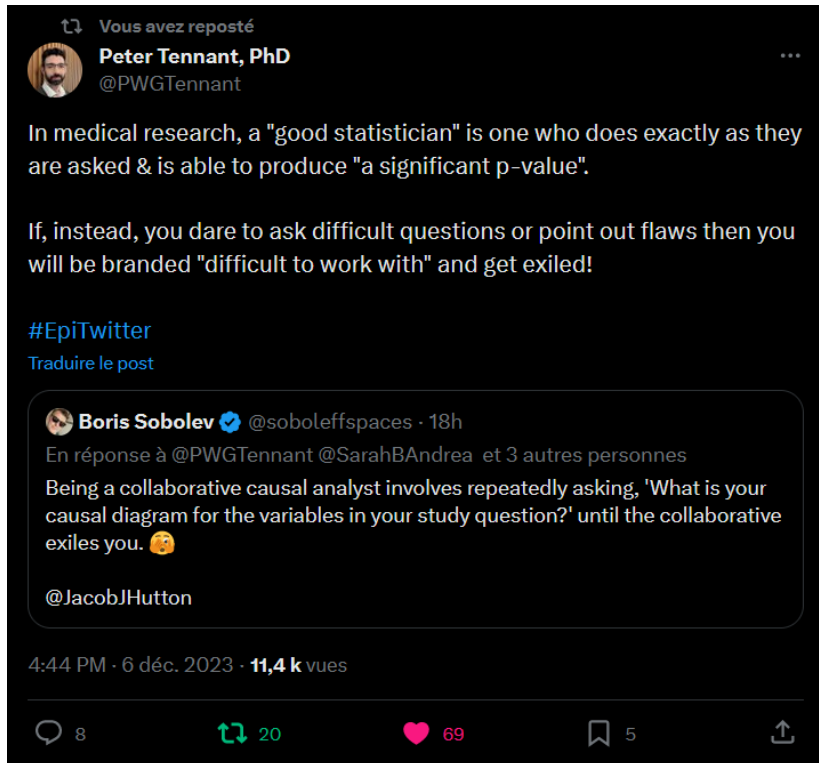 Vous avez reposté
Peter Tennant, PhD
@PWGTennant
In medical research, a "good statistician" is one who does exactly as they
are asked & is able to produce "a significant p-value".
If, instead, you dare to ask difficult questions or point out flaws then you
will be branded "difficult to work with" and get exiled!
#EpiTwitter
Traduire le post
Boris Sobolev @soboleffspaces · 18h
En réponse à @PWGTennant @SarahBAndrea et 3 autres personnes
Being a collaborative causal analyst involves repeatedly asking, 'What is your
causal diagram for the variables in your study question?' until the collaborative
exiles you. 🫣
@JacobJHutton
4:44 PM · 6 déc. 2023 · 11,4 k vues
8 20 69 5